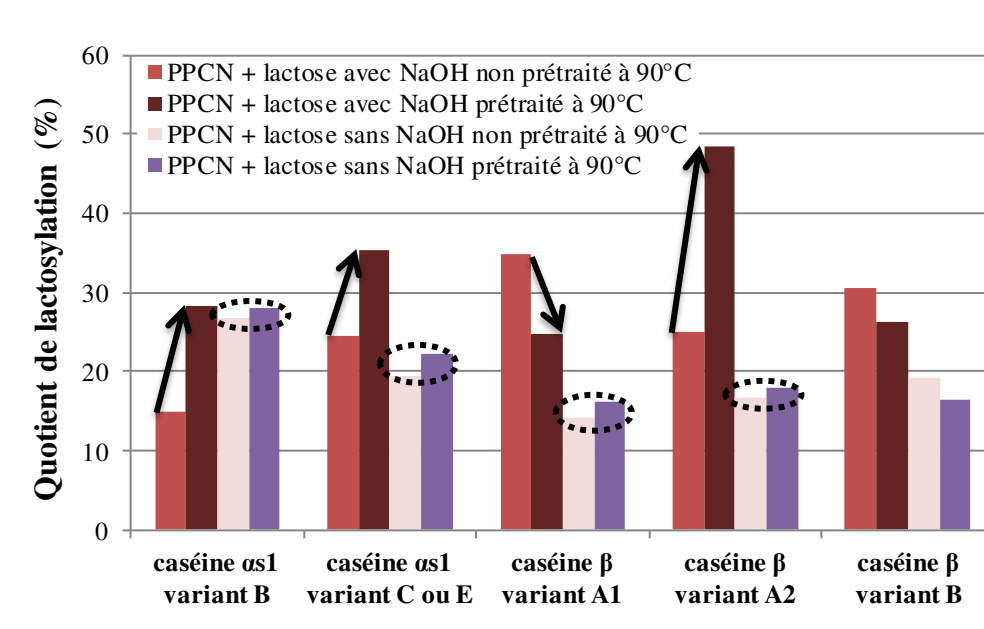 Quotient de lactosylation (%)
60
50
40
30
20
10
0
PPCN + lactose avec NaOH non prétraité à 90°C
PPCN + lactose avec NaOH prétraité à 90°C
PPCN + lactose sans NaOH non prétraité à 90°C
PPCN + lactose sans NaOH prétraité à 90°C
caséine αs1
variant B
caséine αs1
variant C ou E
caséine β
variant A1
caséine β
variant A2
caséine β
variant B